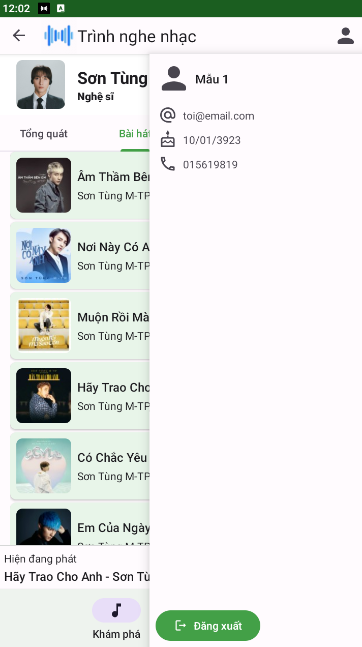 12:02
Trình nghe nhạc
Sơn Tùng
Nghệ sĩ
Tổng quát
Bài hát
Âm Thầm Bên
Sơn Tùng M-TP
Nơi Này Có A
Sơn Tùng M-TP
Muộn Rồi Mà
Sơn Tùng M-TP
Hãy Trao Cho
Sơn Tùng M-TP
Có Chắc Yêu
Sơn Tùng M-TP
Em Của Ngày
Sơn Tùng M-TP
Hiện đang phát
Hãy Trao Cho Anh - Sơn Tù
Khám phá
Mẫu 1
toi@email.com
10/01/3923
015619819
Đăng xuất